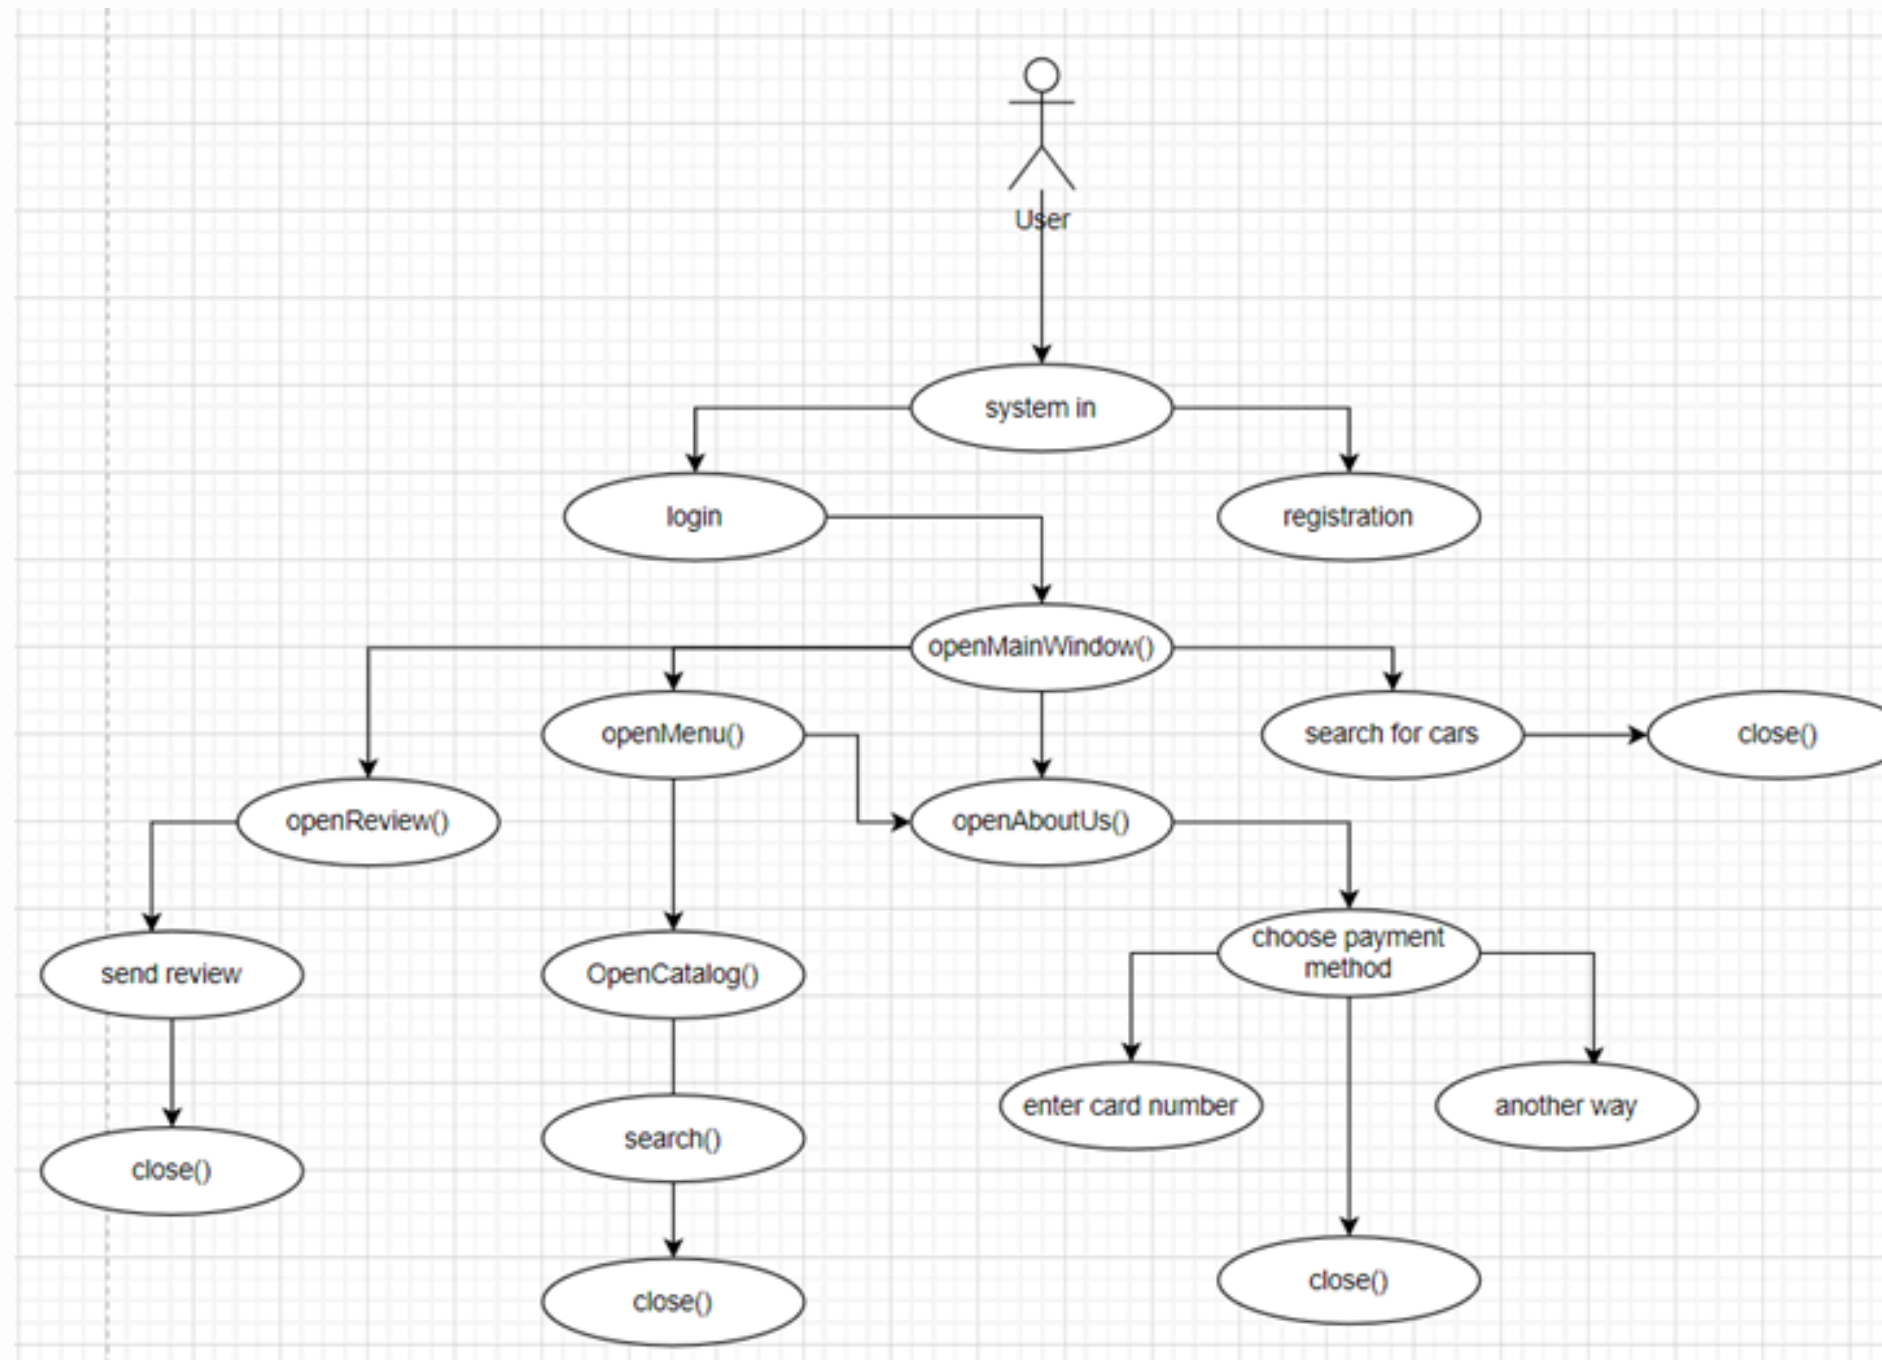 User
system in
login
registration
openMainWindow()
openMenu()
search for cars
close()
openReview()
openAboutUs()
choose payment
method
send review
OpenCatalog()
enter card number
another way
search()
close()
close()
close()